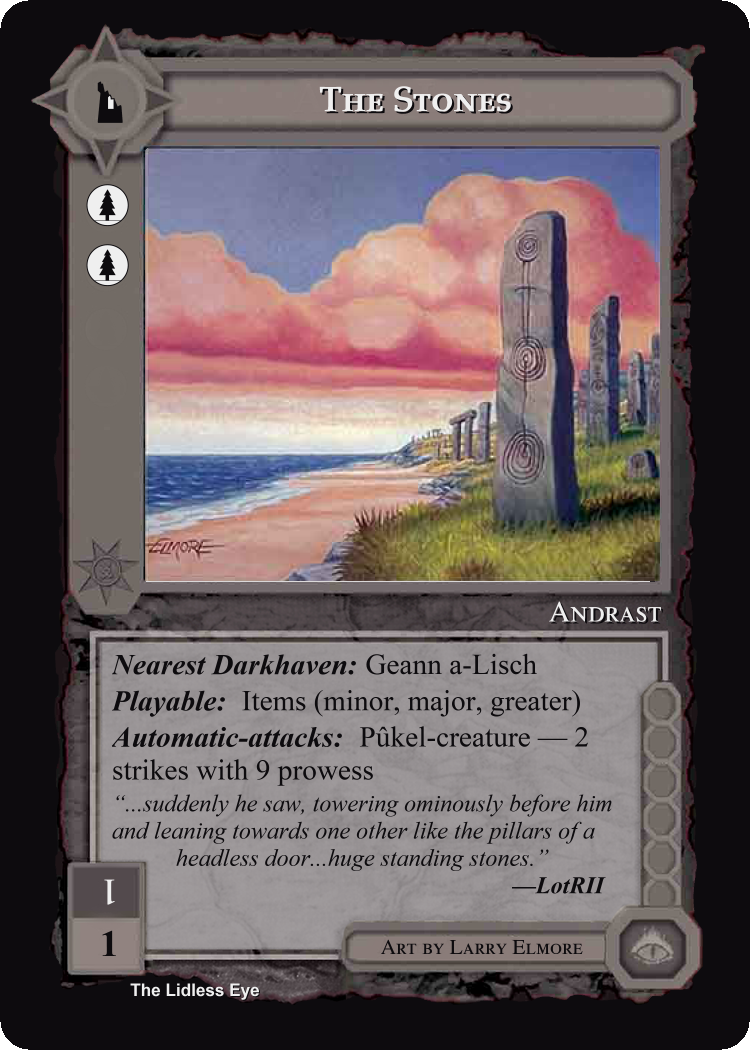 The Stones
ELMORE
Andrast
Nearest Darkhaven: Geann a-Lisch
Playable: Items (minor, major, greater)
Automatic-attacks: Pûkel-creature — 2
strikes with 9 prowess
“...suddenly he saw, towering ominously before him
and leaning towards one other like the pillars of a
headless door...huge standing stones.”
—LotRII
1
1
Art by Larry Elmore
The Lidless Eye